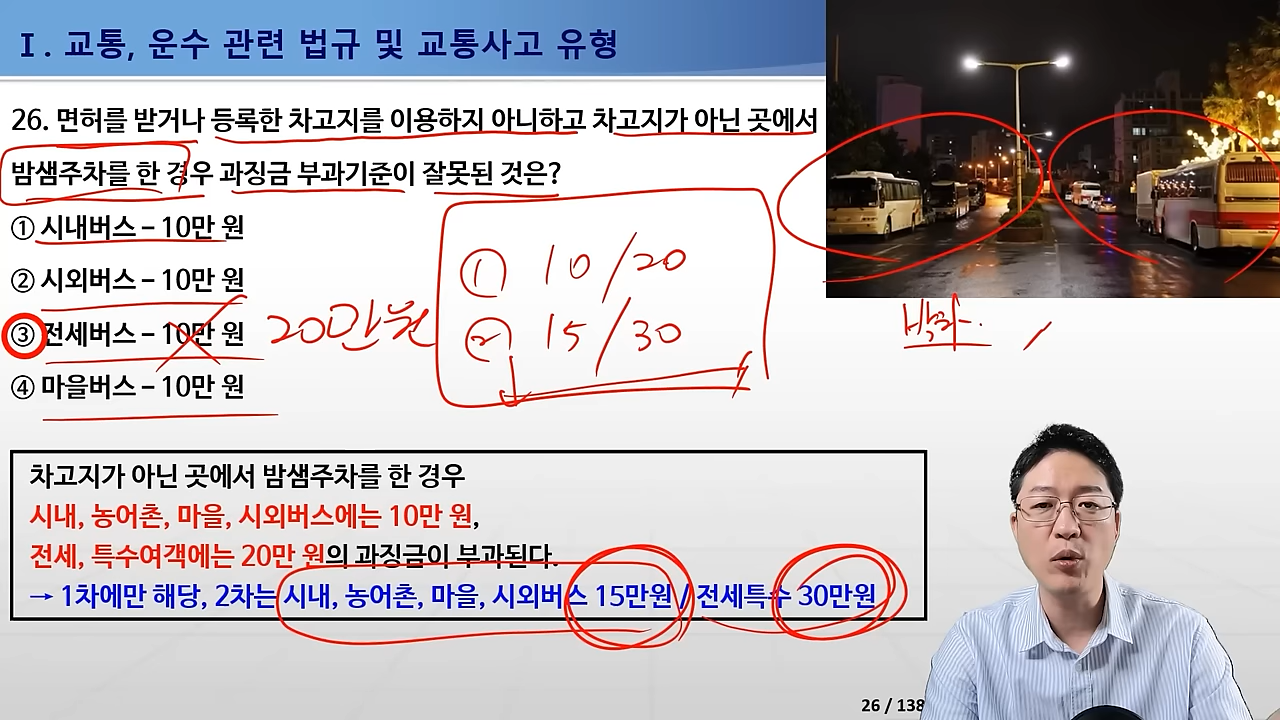 Ⅰ. 교통, 운수 관련 법규 및 교통사고 유형
26. 면허를 받거나 등록한 차고지를 이용하지 아니하고 차고지가 아닌 곳에서
밤샘주차를 한 경우 과징금 부과기준이 잘못된 것은?
① 시내버스 – 10만 원
② 시외버스 – 10만 원
③ 전세버스 – 10만 원
20만원
④ 마을버스 – 10만 원
① 10/20
② 15/30
박차.
차고지가 아닌 곳에서 밤샘주차를 한 경우
시내, 농어촌, 마을, 시외버스에는 10만 원,
전세, 특수여객에는 20만 원의 과징금이 부과된다.
→ 1차에만 해당, 2차는 시내, 농어촌, 마을, 시외버스 15만원 / 전세특수 30만원
26 / 138